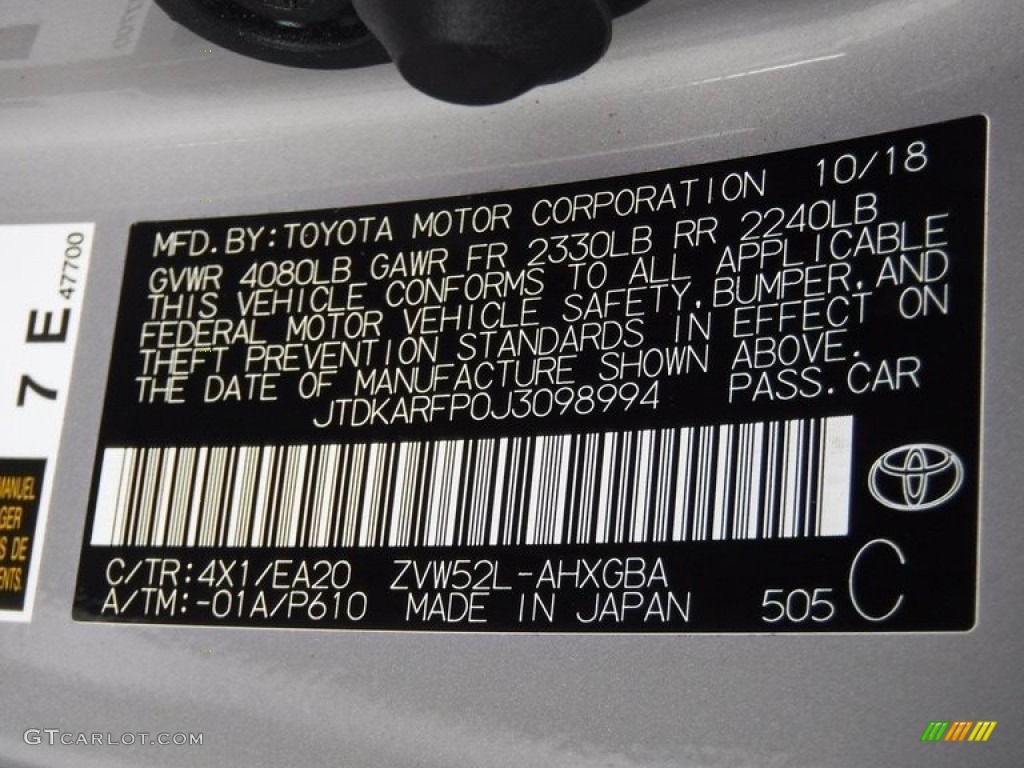 MFD. BY: TOYOTA MOTOR CORPORATION 10/18
GVWR 4080LB GAWR FR 2330LB RR 2240LB
THIS VEHICLE CONFORMS TO ALL APPLICABLE
FEDERAL MOTOR VEHICLE SAFETY, BUMPER, AND
THEFT PREVENTION STANDARDS IN EFFECT ON
THE DATE OF MANUFACTURE SHOWN ABOVE.
JTDKARFP0J3098994 PASS. CAR
C/TR: 4X1/EA20 ZVW52L-AHXGBA
A/TM: -01A/P610 MADE IN JAPAN 505 C
7 E 47700
MANUEL
S DE
GTCARLOT.COM